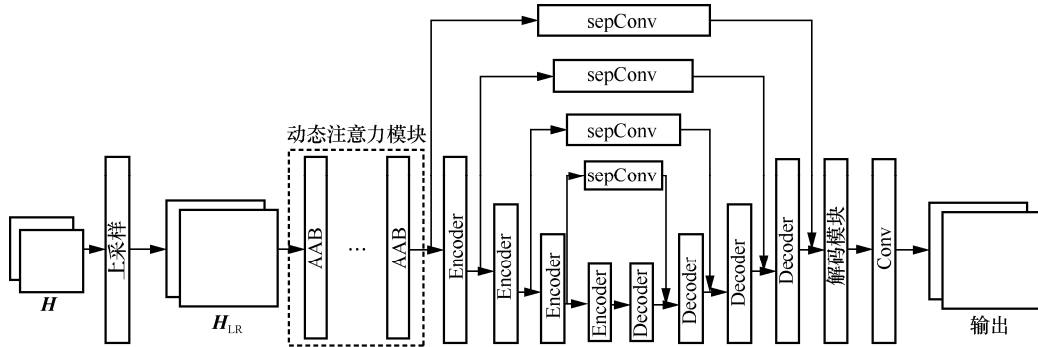 sepConv
sepConv
sepConv
sepConv
动态注意力模块
上采样
AAB
…
AAB
Encoder
Encoder
Encoder
Encoder
Decoder
Decoder
Decoder
Decoder
解码模块
Conv
H
H_LR
输出